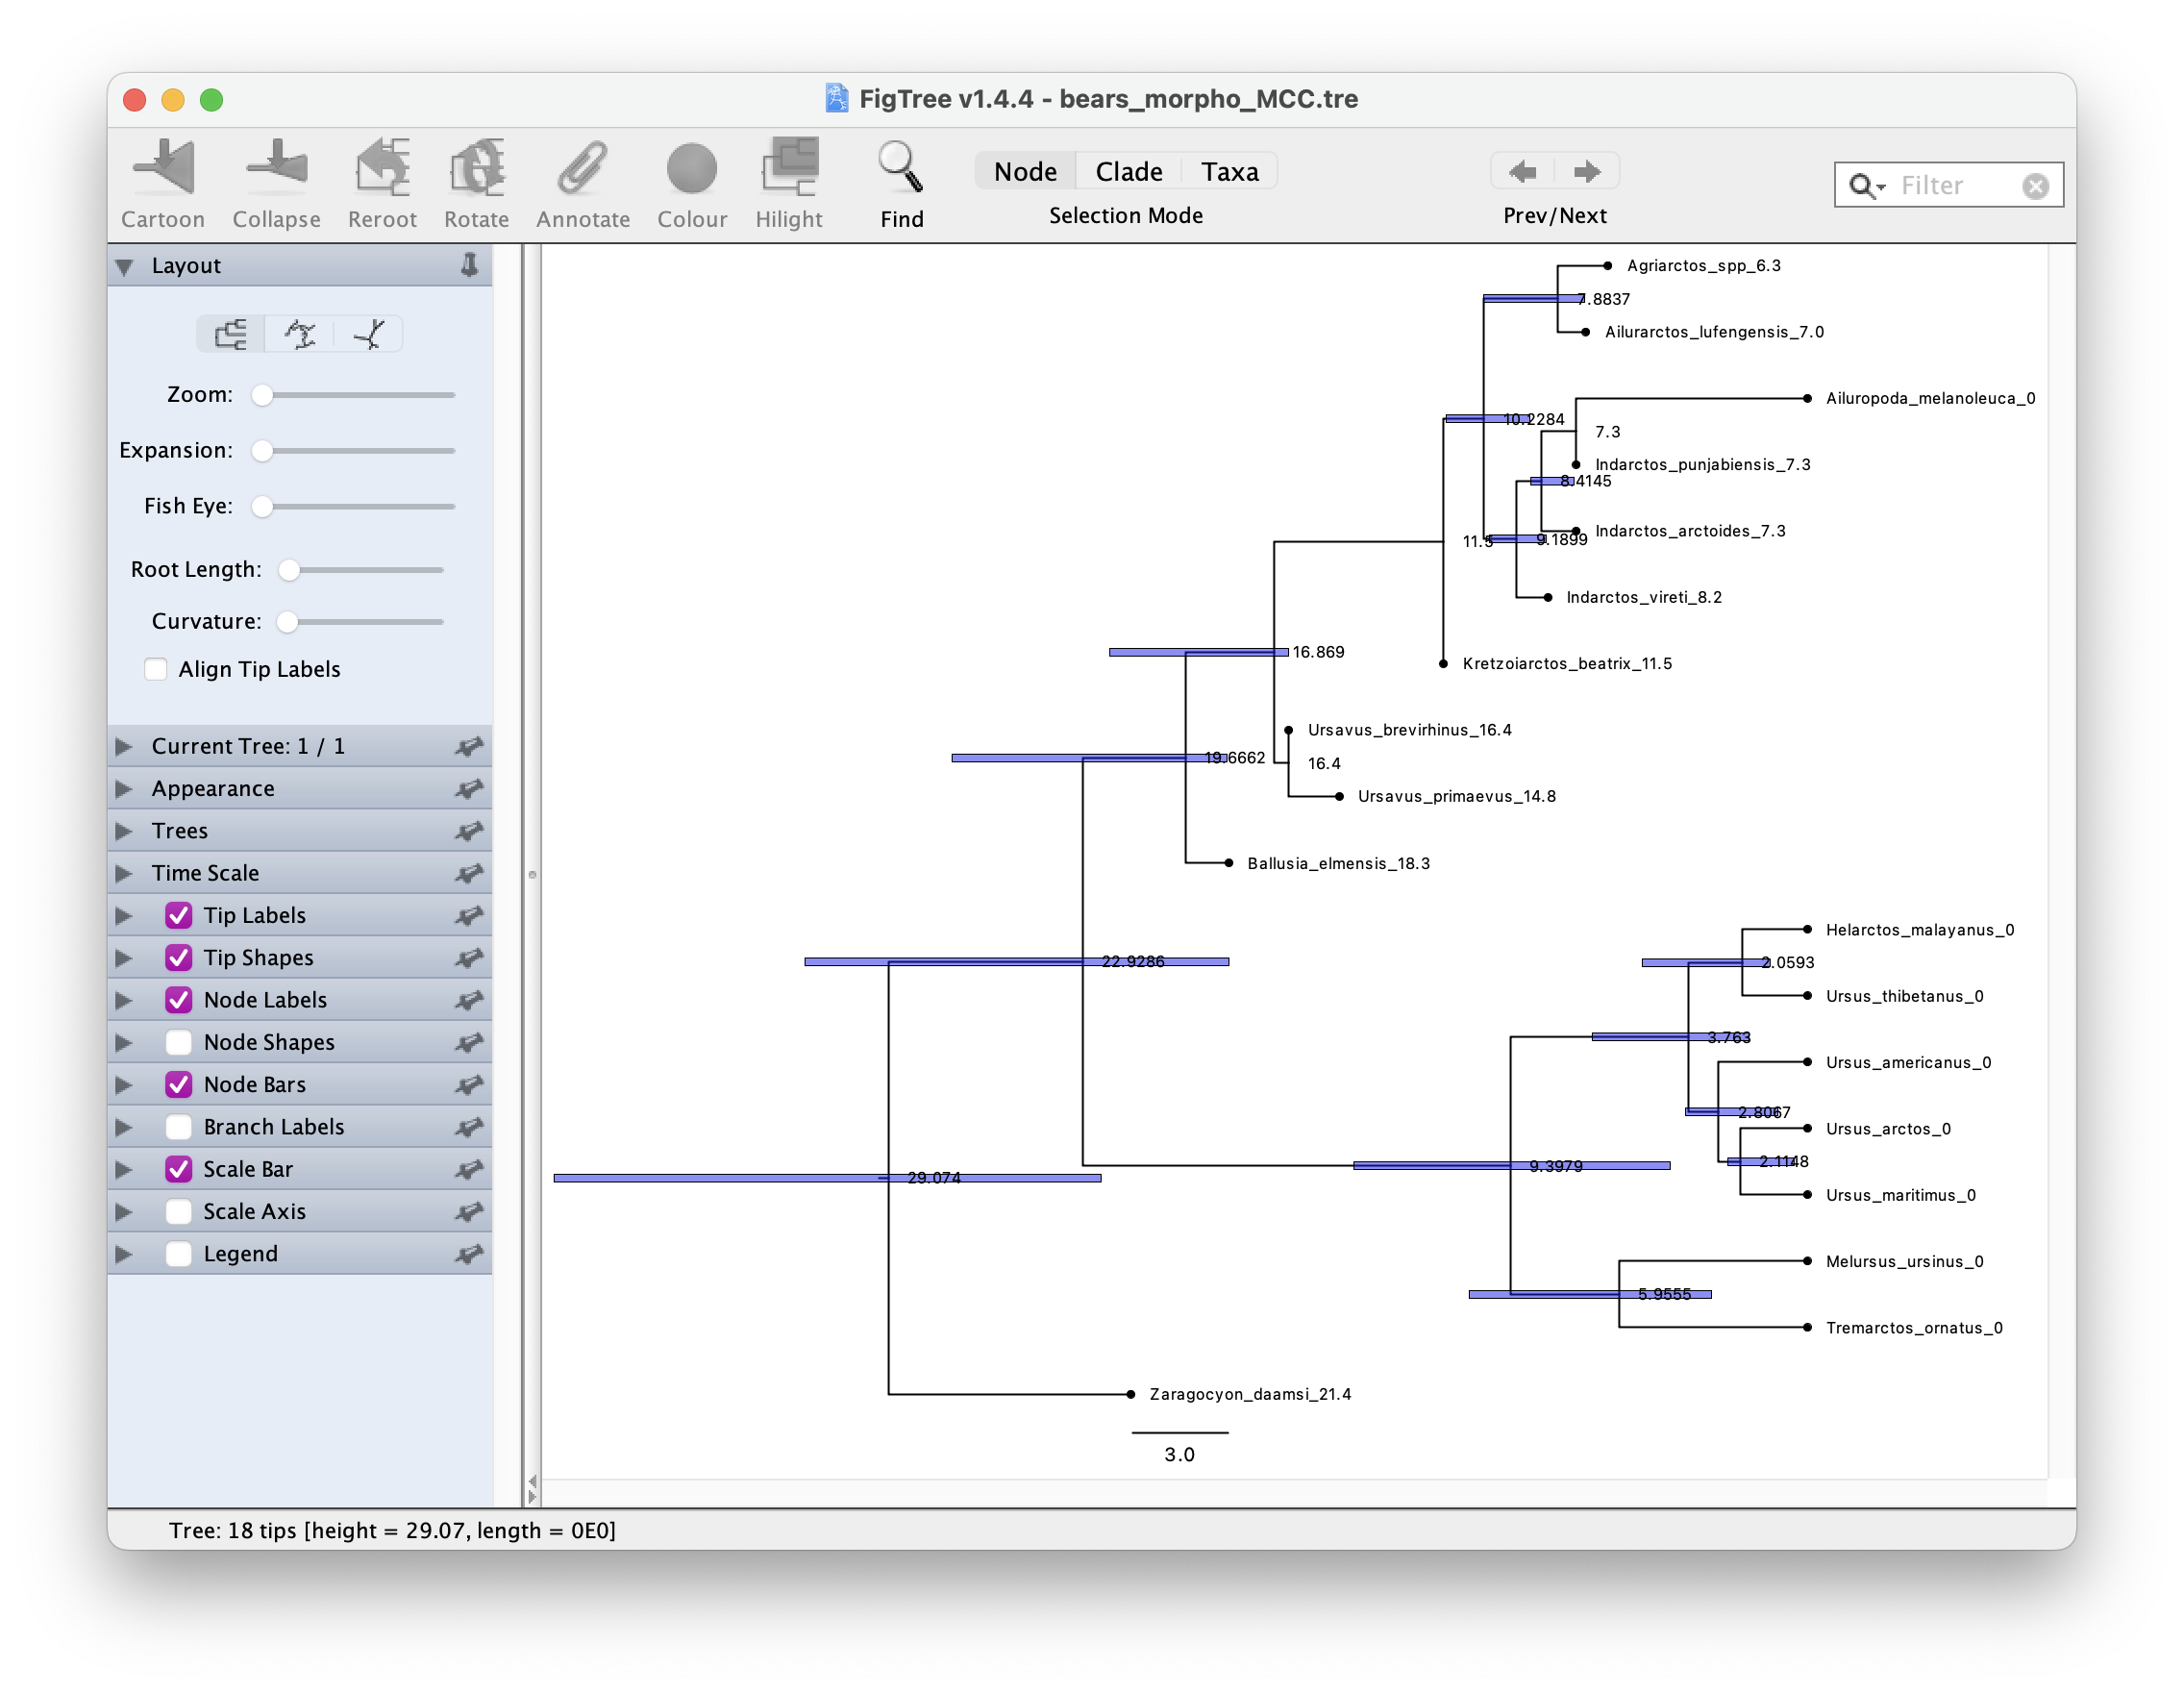 FigTree v1.4.4 - bears_morpho_MCC.tre
Cartoon Collapse Reroot Rotate Annotate Colour Hilight Find
Node Clade Taxa
Selection Mode
Prev/Next
Filter
Layout
Zoom:
Expansion:
Fish Eye:
Root Length:
Curvature:
Align Tip Labels
Current Tree: 1 / 1
Appearance
Trees
Time Scale
Tip Labels
Tip Shapes
Node Labels
Node Shapes
Node Bars
Branch Labels
Scale Bar
Scale Axis
Legend
Agriarctos_spp_6.3
7.8837
Ailurarctos_lufengensis_7.0
Ailuropoda_melanoleuca_0
10.2284
7.3
Indarctos_punjabiensis_7.3
8.4145
Indarctos_arctoides_7.3
11.5
9.1899
Indarctos_vireti_8.2
16.869
Kretzoiarctos_beatrix_11.5
Ursavus_brevirhinus_16.4
19.6662
16.4
Ursavus_primaevus_14.8
Ballusia_elmensis_18.3
Helarctos_malayanus_0
22.9286
2.0593
Ursus_thibetanus_0
3.763
Ursus_americanus_0
2.8067
Ursus_arctos_0
2.1148
9.3979
29.074
Ursus_maritimus_0
Melursus_ursinus_0
5.9555
Tremarctos_ornatus_0
Zaragocyon_daamsi_21.4
3.0
Tree: 18 tips [height = 29.07, length = 0E0]